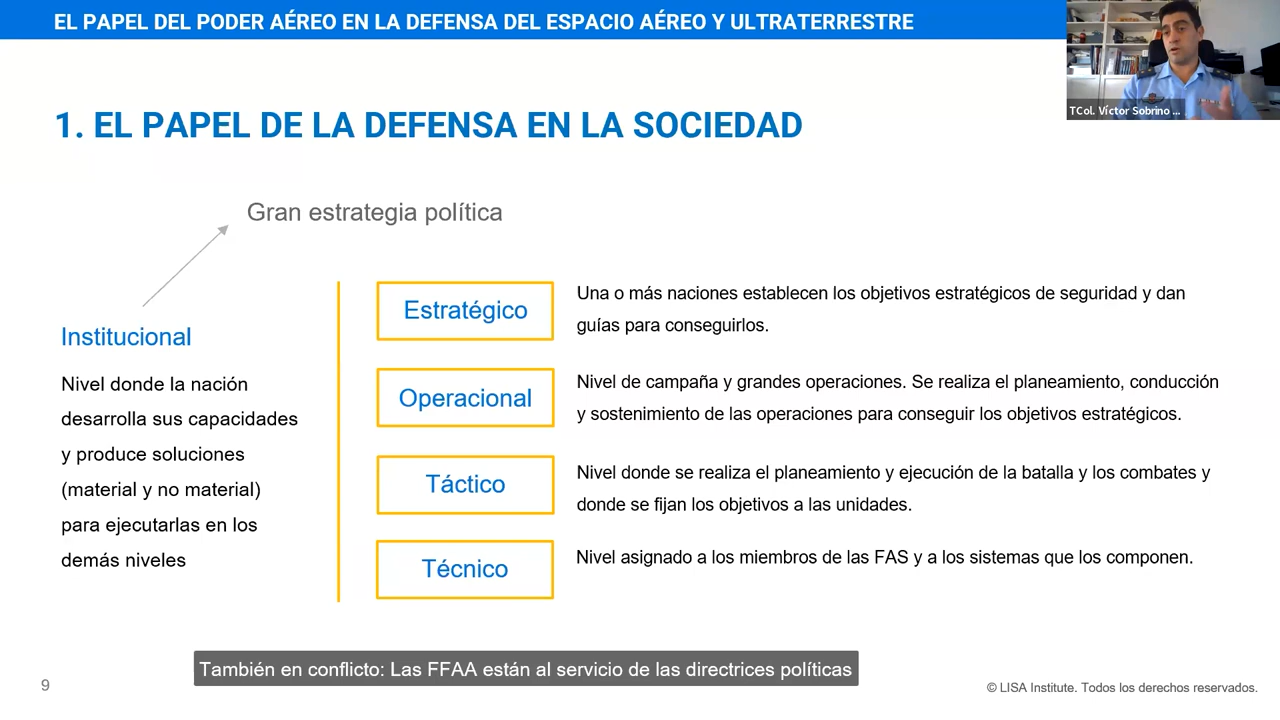 EL PAPEL DEL PODER AÉREO EN LA DEFENSA DEL ESPACIO AÉREO Y ULTRATERRESTRE
TCol. Víctor Sobrino ...
1. EL PAPEL DE LA DEFENSA EN LA SOCIEDAD
Gran estrategia política
Institucional
Nivel donde la nación
desarrolla sus capacidades
y produce soluciones
(material y no material)
para ejecutarlas en los
demás niveles
Estratégico
Una o más naciones establecen los objetivos estratégicos de seguridad y dan
guías para conseguirlos.
Operacional
Nivel de campaña y grandes operaciones. Se realiza el planeamiento, conducción
y sostenimiento de las operaciones para conseguir los objetivos estratégicos.
Táctico
Nivel donde se realiza el planeamiento y ejecución de la batalla y los combates y
donde se fijan los objetivos a las unidades.
Técnico
Nivel asignado a los miembros de las FAS y a los sistemas que los componen.
También en conflicto: Las FFAA están al servicio de las directrices políticas
9
© LISA Institute. Todos los derechos reservados.